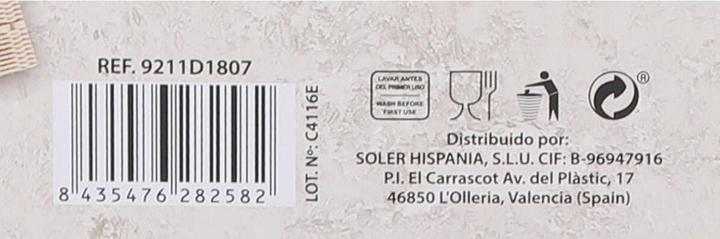 REF. 9211D1807
8 435476 282582
LOT. Nº: C4116E
LAVAR ANTES
DEL PRIMER USO
WASH BEFORE
FIRST USE
®
Distribuido por:
SOLER HISPANIA, S.L.U. CIF: B-96947916
P.I. El Carrascot Av. del Plàstic, 17
46850 L'Olleria, Valencia (Spain)